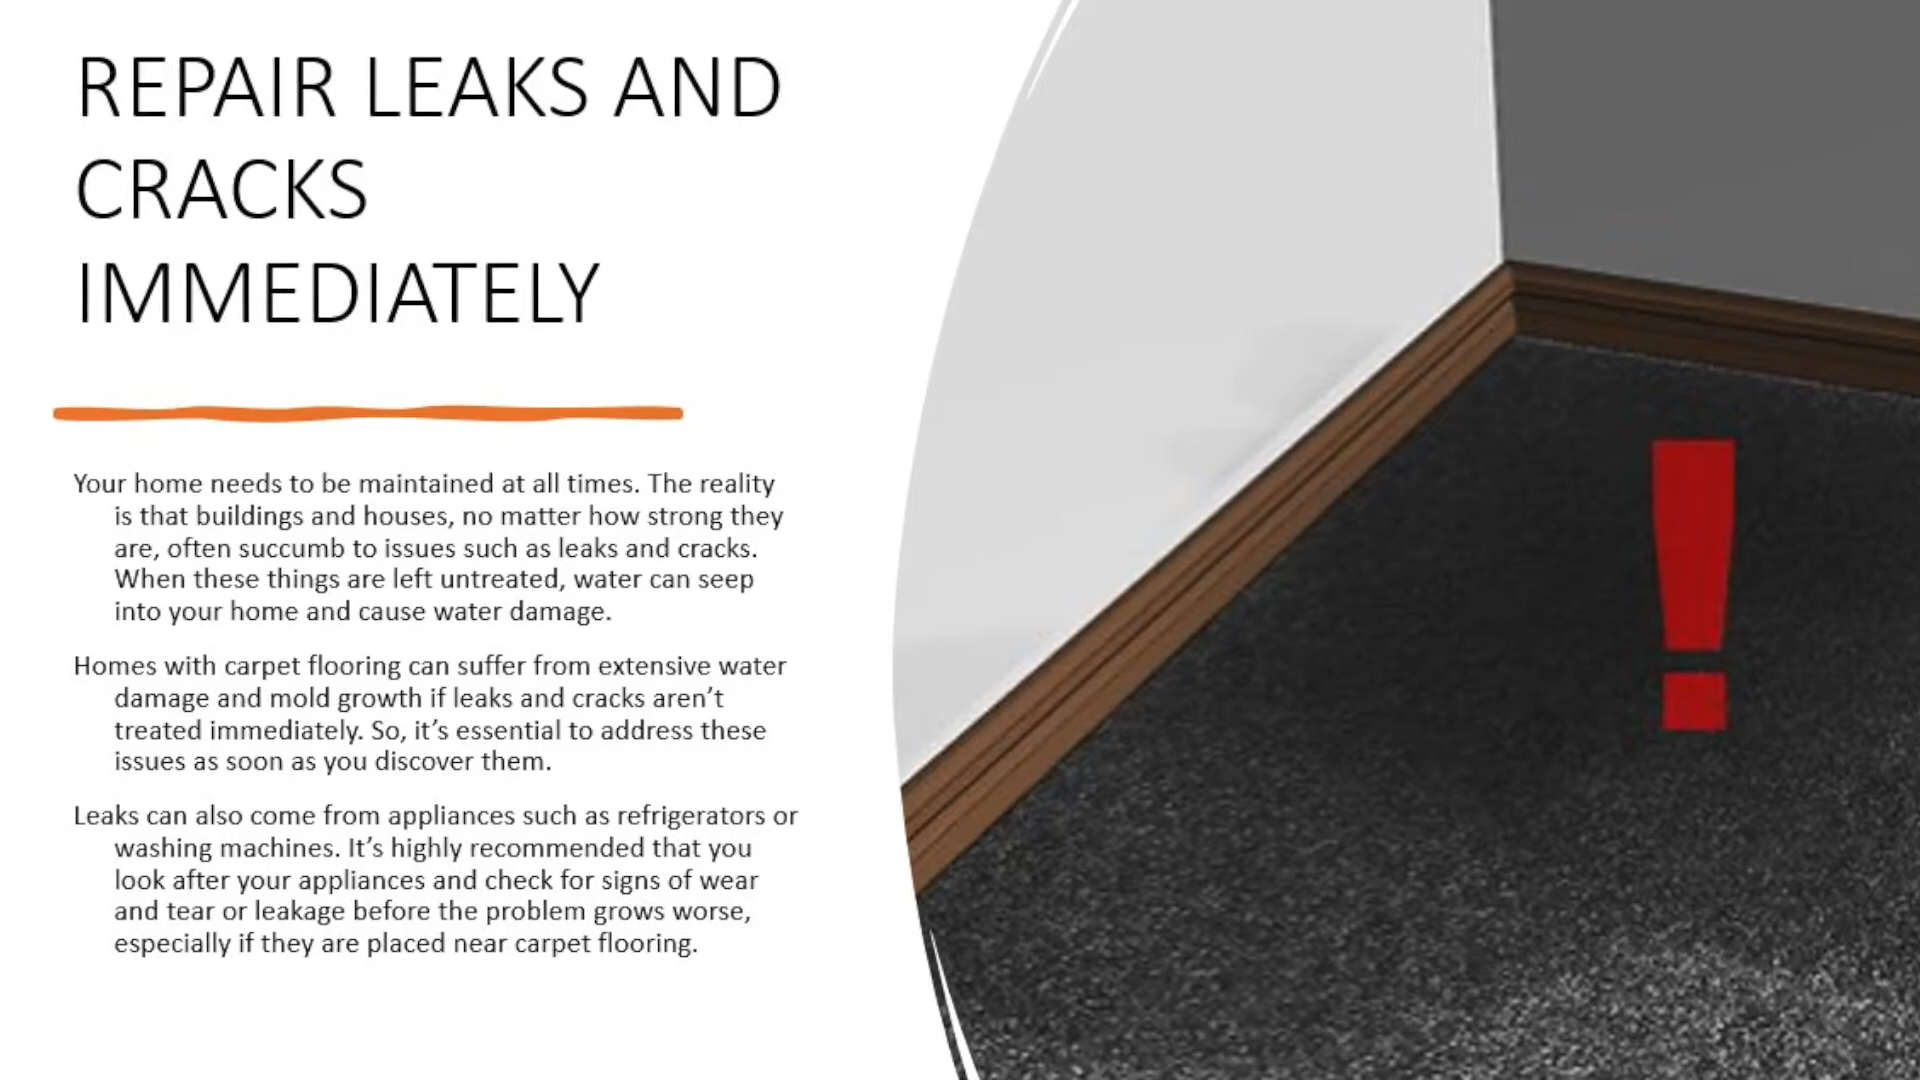 REPAIR LEAKS AND
CRACKS
IMMEDIATELY
Your home needs to be maintained at all times. The reality
is that buildings and houses, no matter how strong they
are, often succumb to issues such as leaks and cracks.
When these things are left untreated, water can seep
into your home and cause water damage.
Homes with carpet flooring can suffer from extensive water
damage and mold growth if leaks and cracks aren’t
treated immediately. So, it’s essential to address these
issues as soon as you discover them.
Leaks can also come from appliances such as refrigerators or
washing machines. It’s highly recommended that you
look after your appliances and check for signs of wear
and tear or leakage before the problem grows worse,
especially if they are placed near carpet flooring.
!